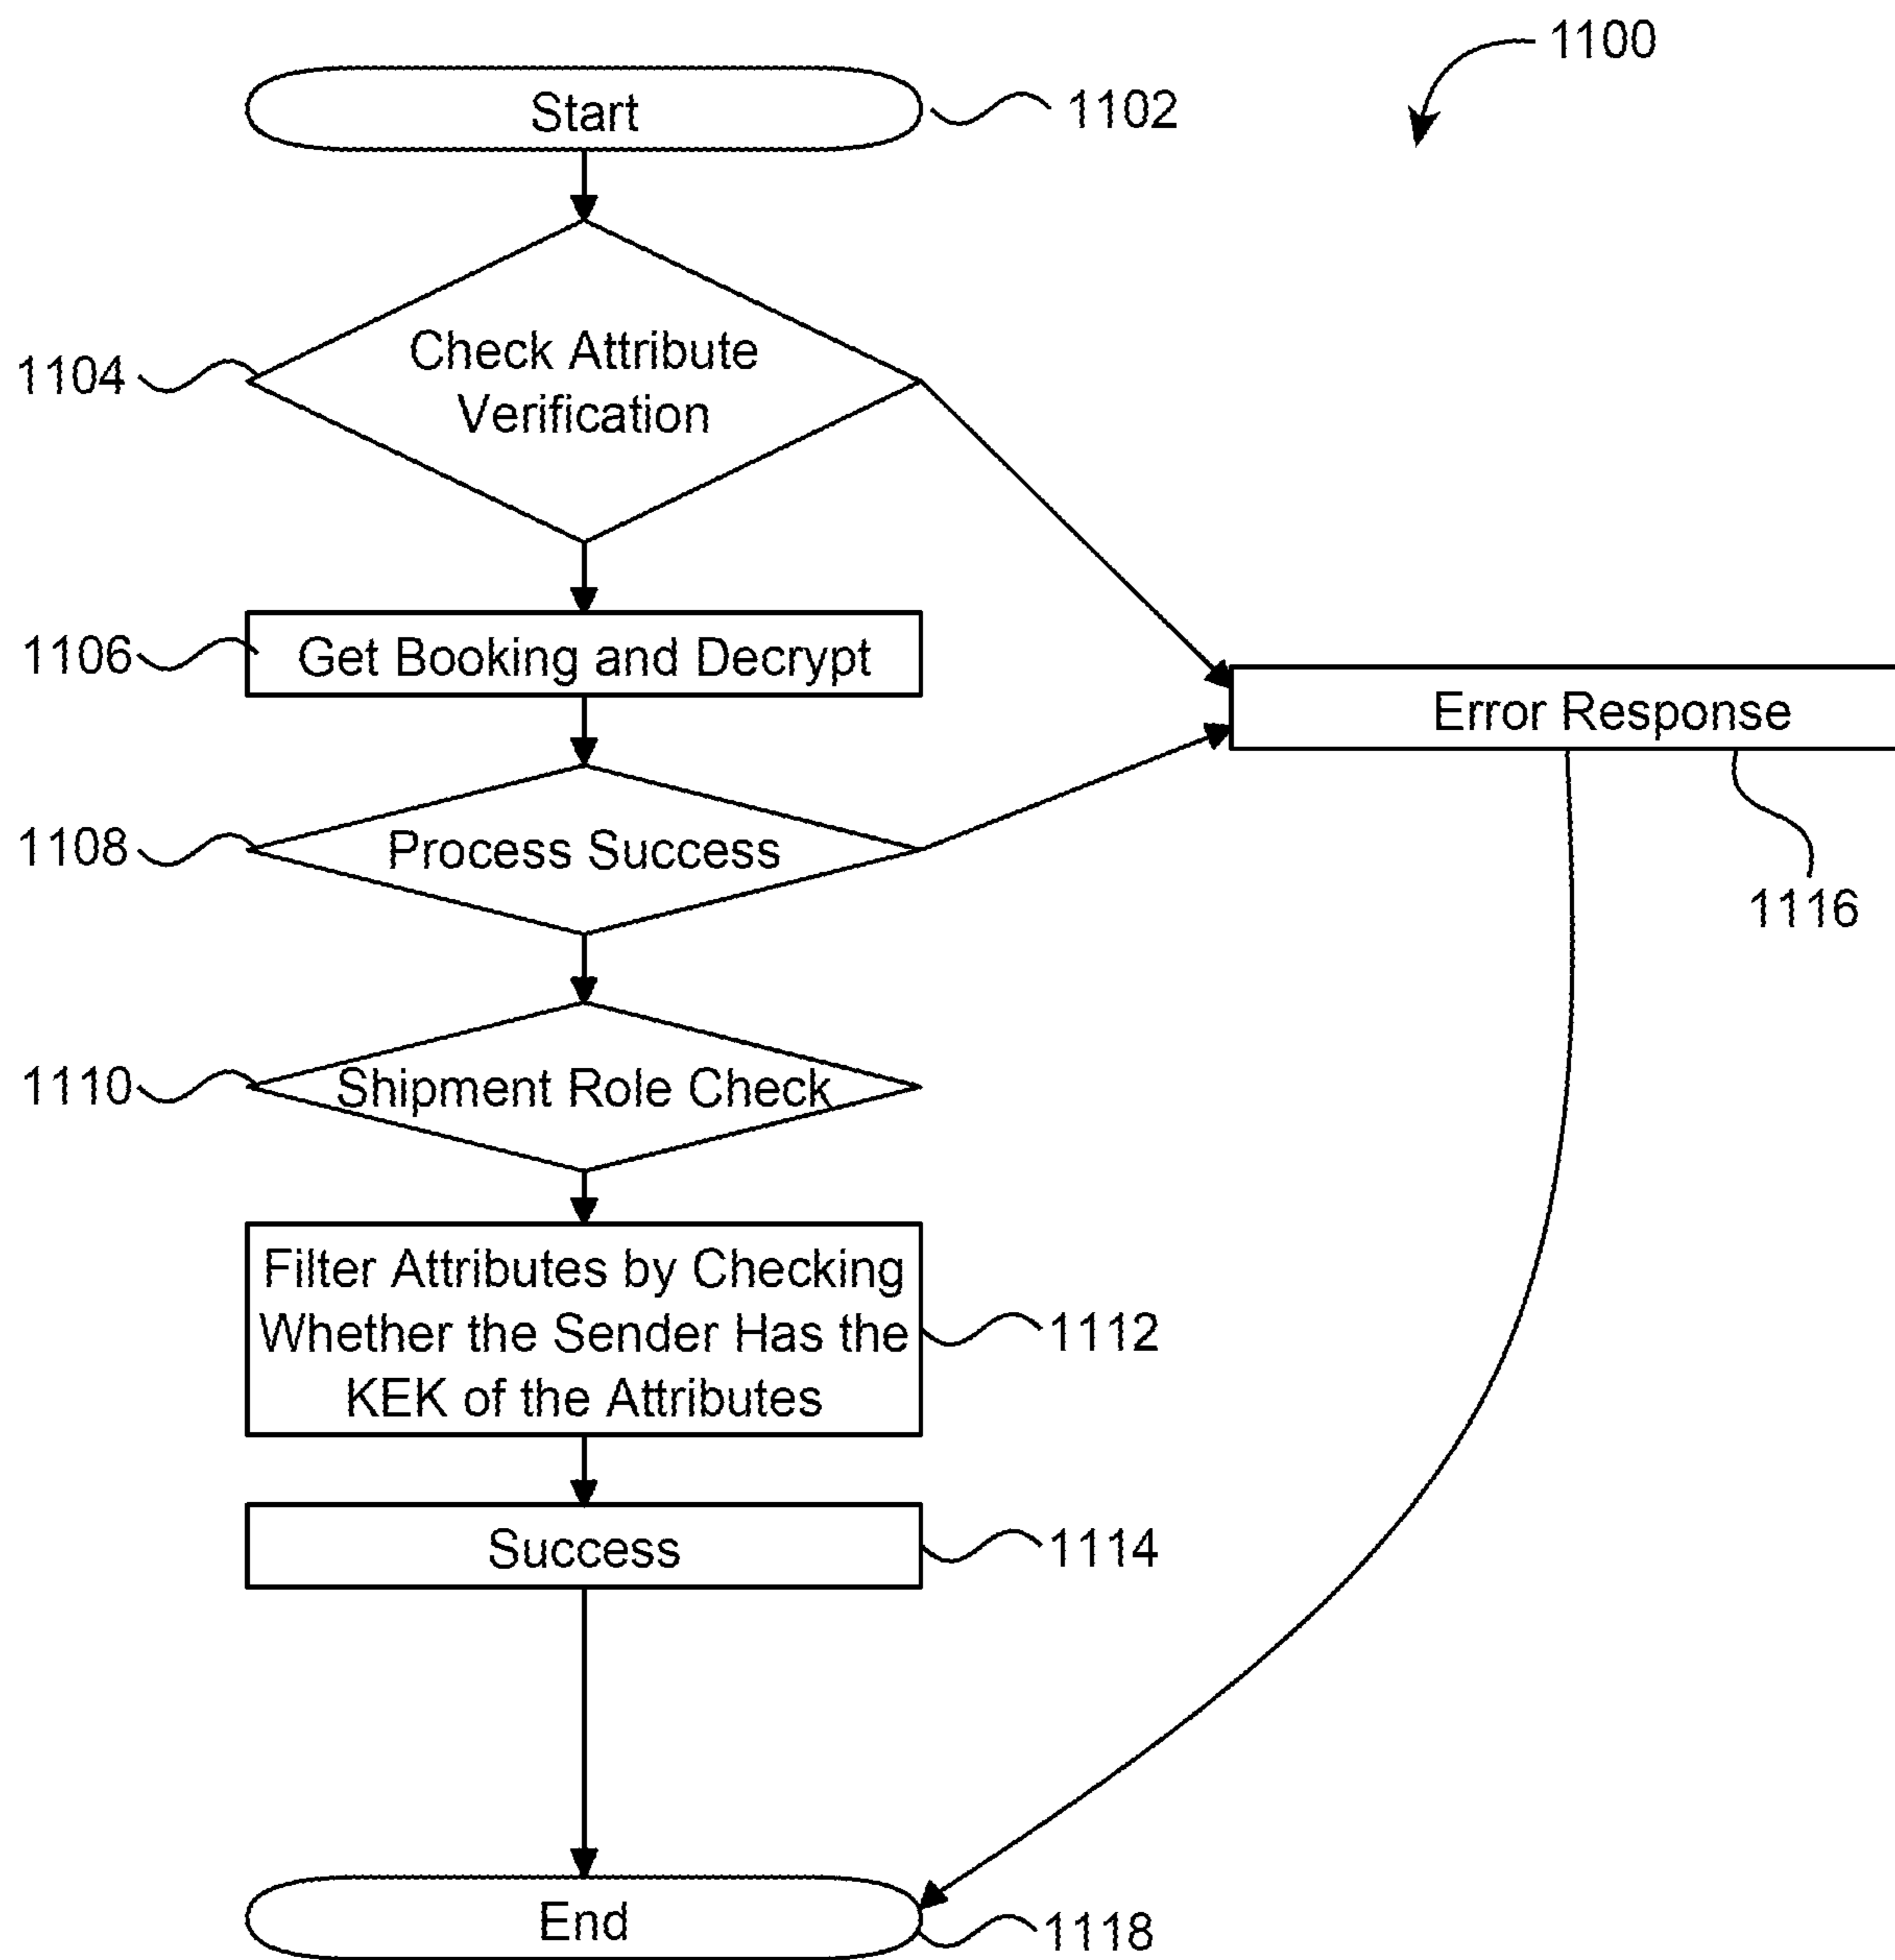 1100
Start
1102
1104
Check Attribute
Verification
1106
Get Booking and Decrypt
Error Response
1108
Process Success
1116
1110
Shipment Role Check
Filter Attributes by Checking
Whether the Sender Has the
KEK of the Attributes
1112
Success
1114
End
1118